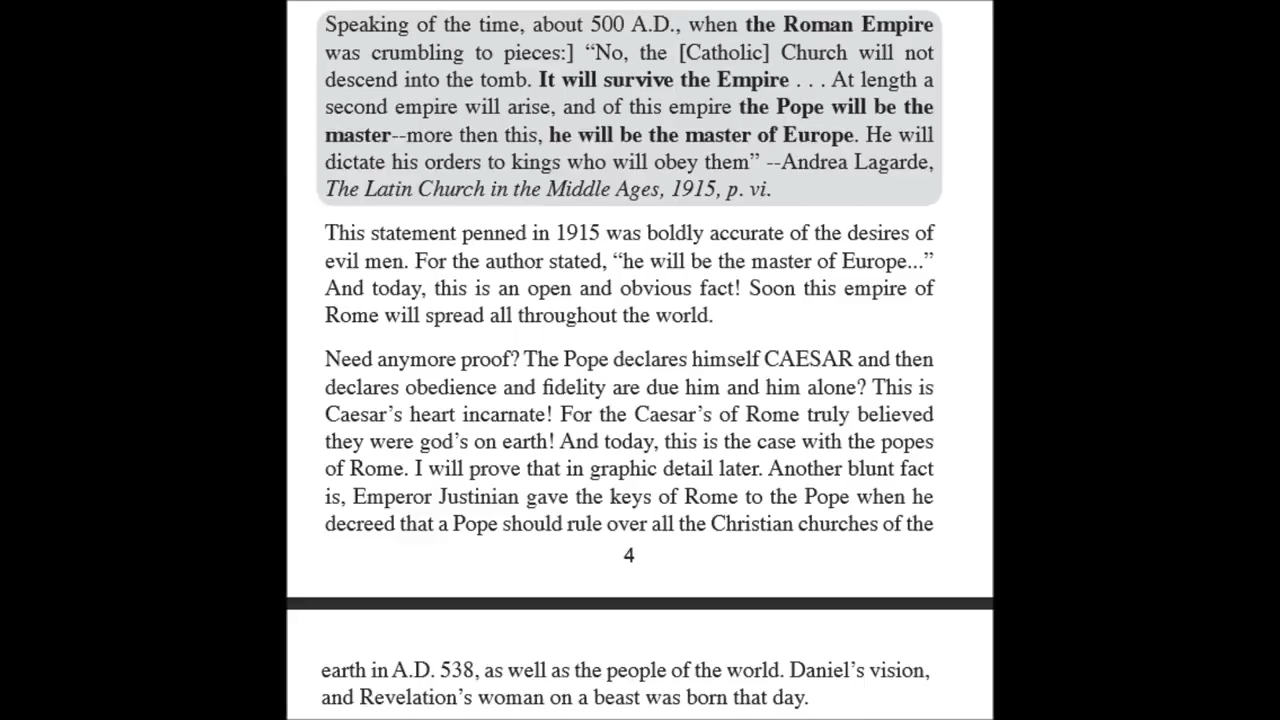 Speaking of the time, about 500 A.D., when the Roman Empire
was crumbling to pieces:] “No, the [Catholic] Church will not
descend into the tomb. It will survive the Empire . . . At length a
second empire will arise, and of this empire the Pope will be the
master--more then this, he will be the master of Europe. He will
dictate his orders to kings who will obey them” --Andrea Lagarde,
The Latin Church in the Middle Ages, 1915, p. vi.
This statement penned in 1915 was boldly accurate of the desires of
evil men. For the author stated, “he will be the master of Europe...”
And today, this is an open and obvious fact! Soon this empire of
Rome will spread all throughout the world.
Need anymore proof? The Pope declares himself CAESAR and then
declares obedience and fidelity are due him and him alone? This is
Caesar’s heart incarnate! For the Caesar’s of Rome truly believed
they were god’s on earth! And today, this is the case with the popes
of Rome. I will prove that in graphic detail later. Another blunt fact
is, Emperor Justinian gave the keys of Rome to the Pope when he
decreed that a Pope should rule over all the Christian churches of the
4
earth in A.D. 538, as well as the people of the world. Daniel’s vision,
and Revelation’s woman on a beast was born that day.